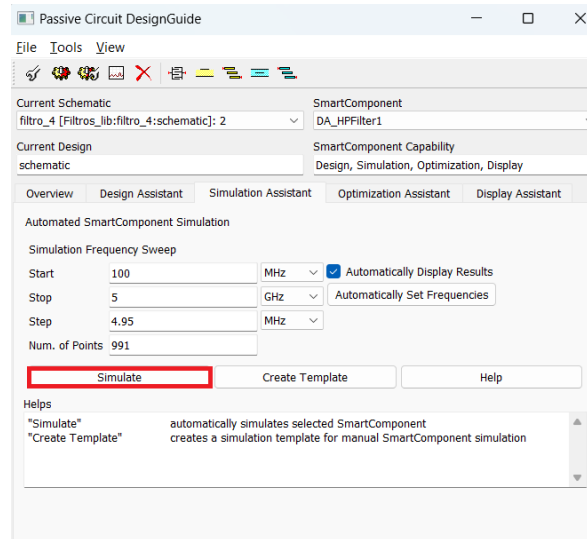 Passive Circuit DesignGuide
File Tools View
Current Schematic SmartComponent
filtro_4 [Filtros_lib:filtro_4:schematic]: 2 DA_HPFilter1
Current Design SmartComponent Capability
schematic Design, Simulation, Optimization, Display
Overview Design Assistant Simulation Assistant Optimization Assistant Display Assistant
Automated SmartComponent Simulation
Simulation Frequency Sweep
Start 100 MHz Automatically Display Results
Stop 5 GHz Automatically Set Frequencies
Step 4.95 MHz
Num. of Points 991
Simulate Create Template Help
Helps
"Simulate" automatically simulates selected SmartComponent
"Create Template" creates a simulation template for manual SmartComponent simulation